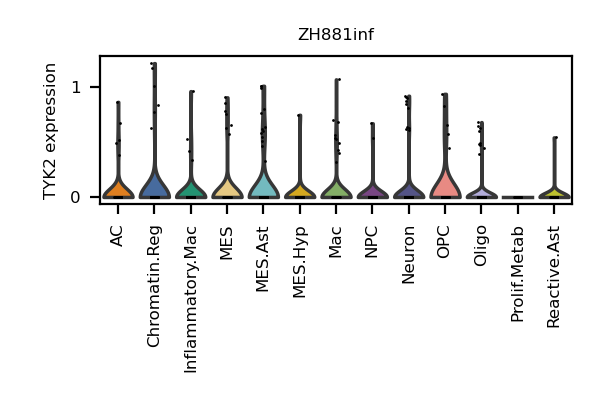 ZH881inf
TYK2 expression
1
0
AC
Chromatin.Reg
Inflammatory.Mac
MES
MES.Ast
MES.Hyp
Mac
NPC
Neuron
OPC
Oligo
Prolif.Metab
Reactive.Ast